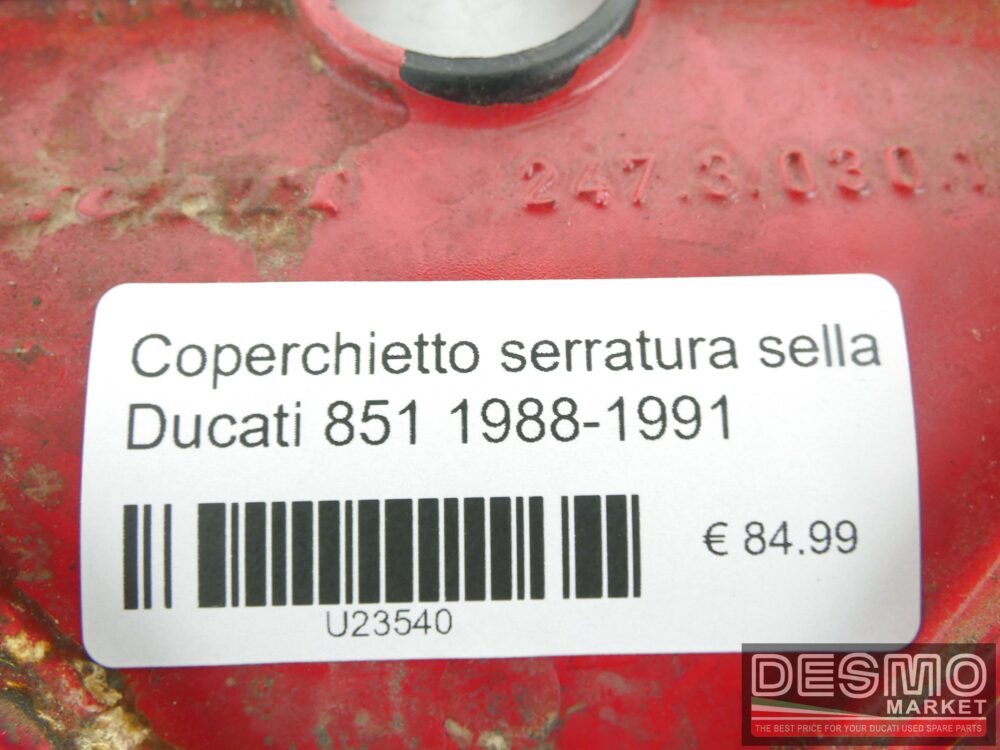 247.3.030.1
Coperchietto serratura sella
Ducati 851 1988-1991
€ 84.99
U23540
DESMO
MARKET
THE BEST PRICE FOR YOUR DUCATI USED SPARE PARTS